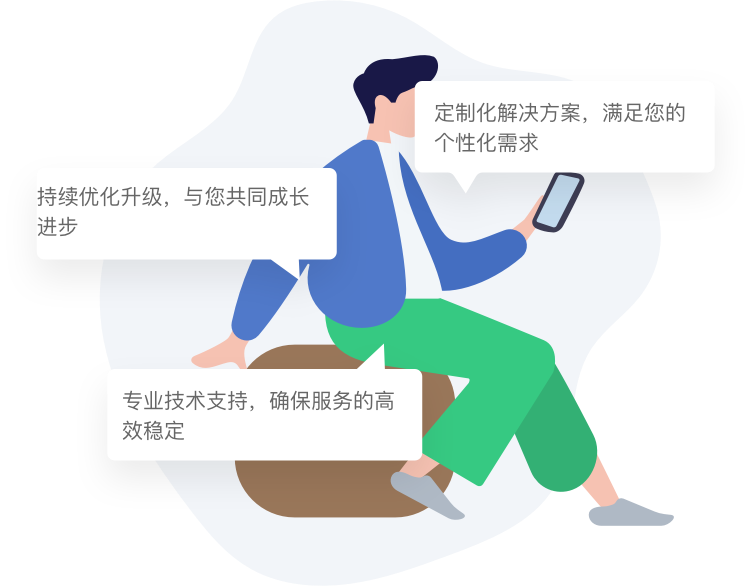 定制化解决方案，满足您的
个性化需求
持续优化升级，与您共同成长
进步
专业技术支持，确保服务的高
效稳定